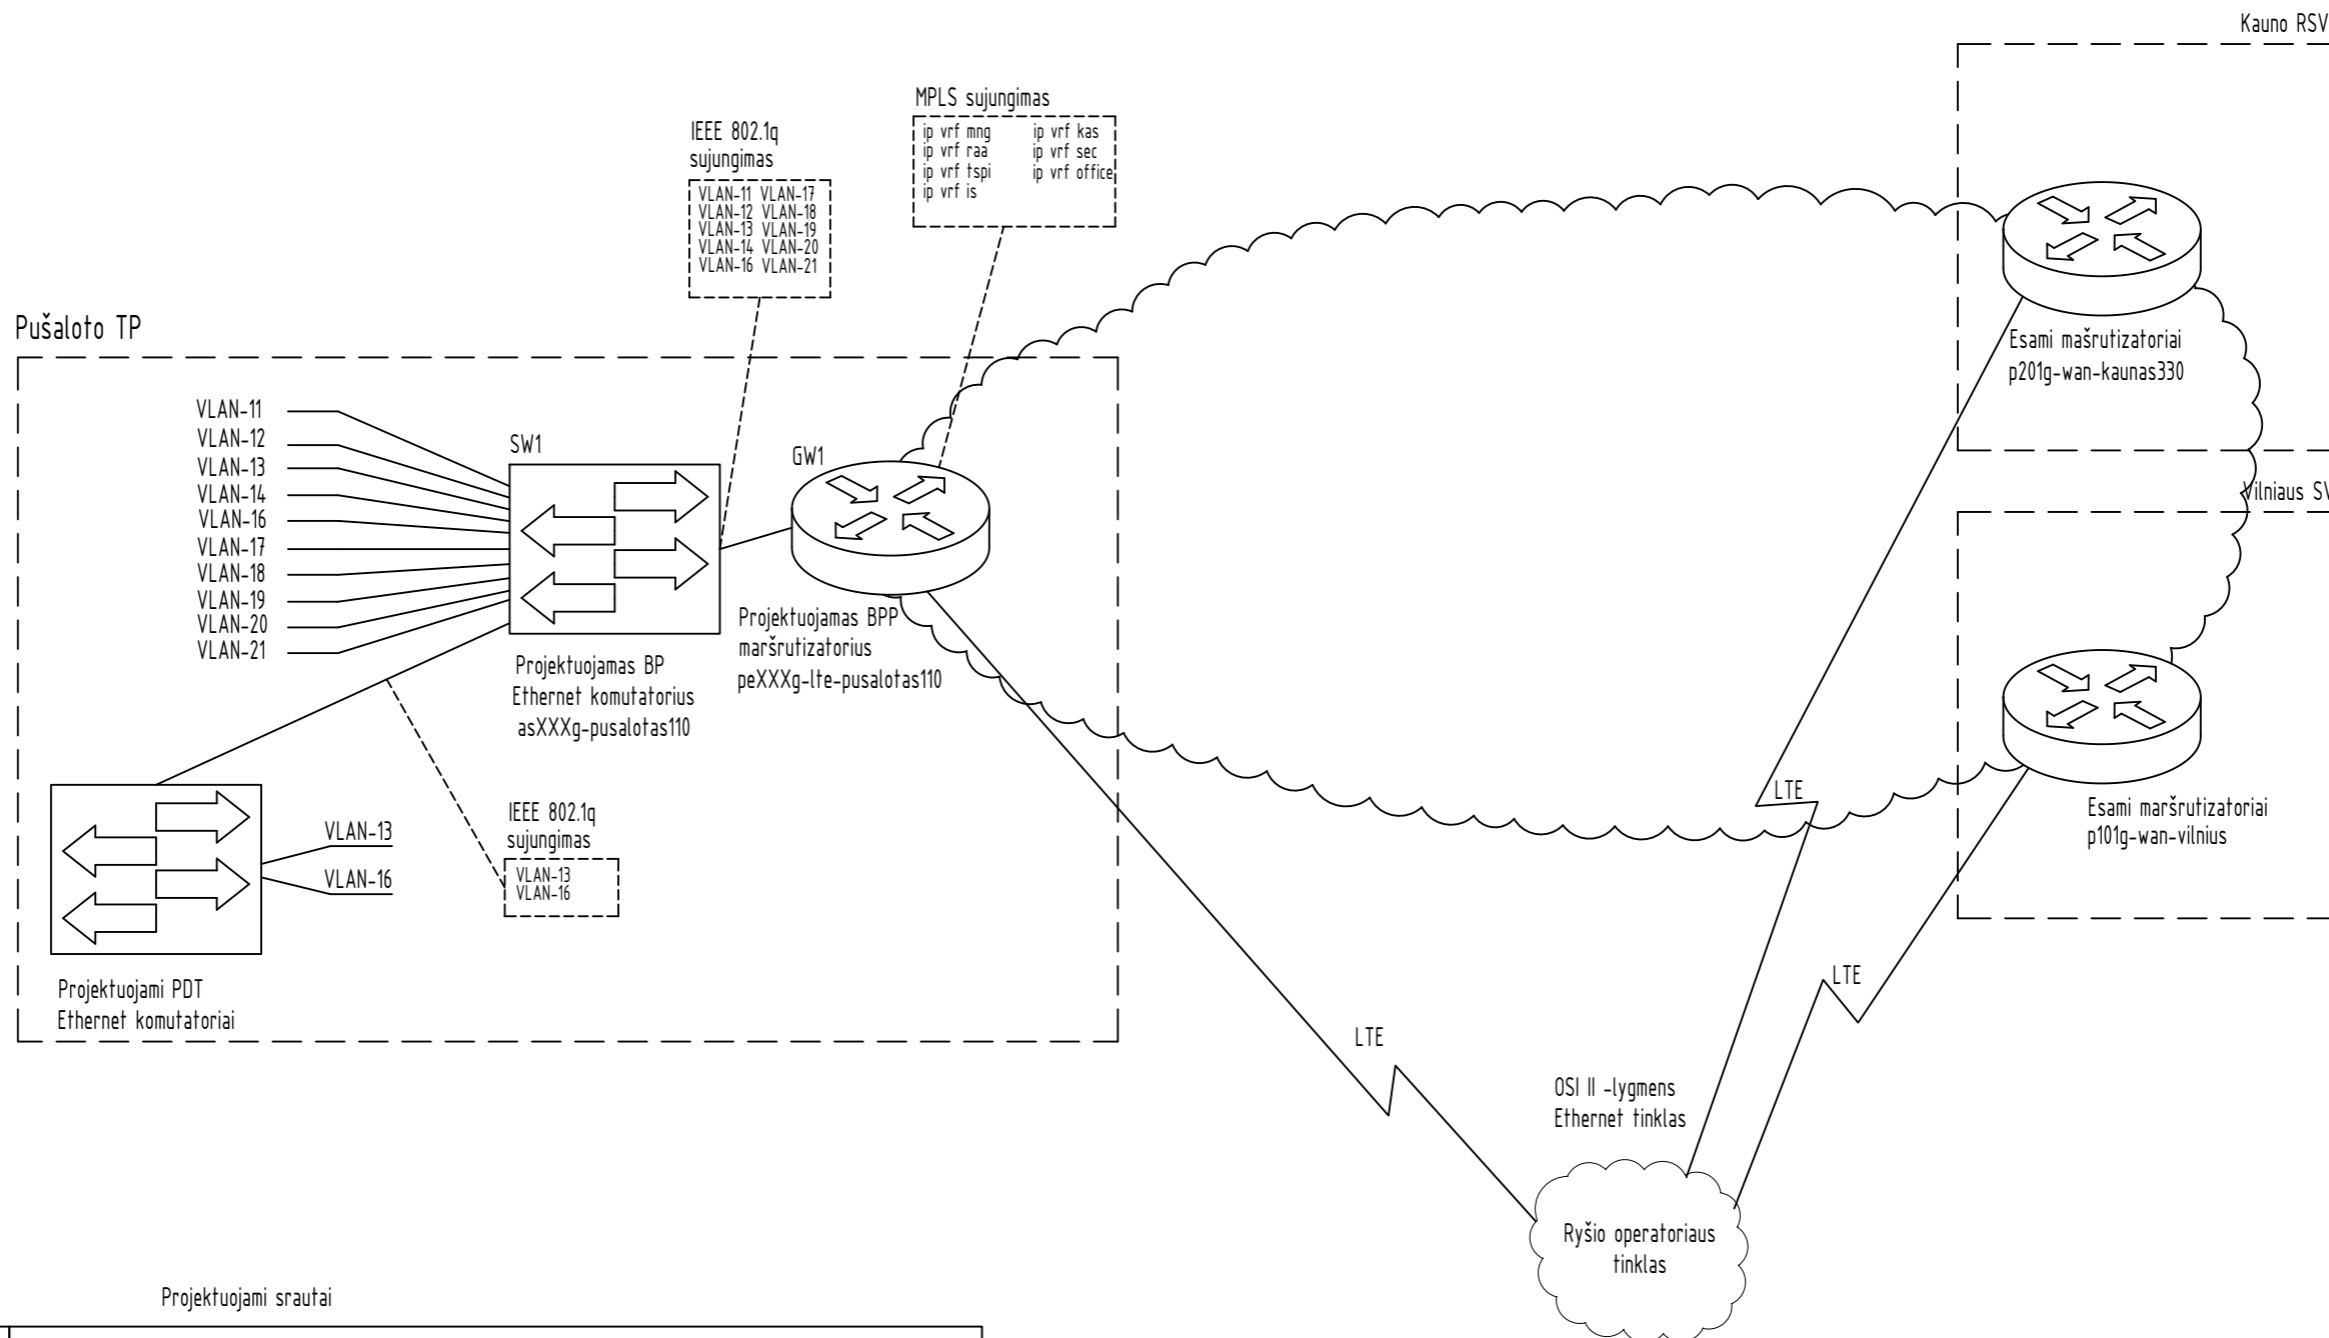 Kauno RSV
MPLS sujungimas
ip vrf mng ip vrf kas
ip vrf raa ip vrf sec
ip vrf tspi ip vrf office
ip vrf is
IEEE 802.1q
sujungimas
VLAN-11 VLAN-17
VLAN-12 VLAN-18
VLAN-13 VLAN-19
VLAN-14 VLAN-20
VLAN-16 VLAN-21
Pušaloto TP
VLAN-11
VLAN-12
VLAN-13
VLAN-14
VLAN-16
VLAN-17
VLAN-18
VLAN-19
VLAN-20
VLAN-21
SW1
GW1
Esami mašrutizatoriai
p201g-wan-kaunas330
Vilniaus SV
Projektuojamas BP
Ethernet komutatorius
asXXXg-pusalotas110
Projektuojamas BPP
maršrutizatorius
peXXXg-lte-pusalotas110
IEEE 802.1q
sujungimas
VLAN-13
VLAN-16
VLAN-13
VLAN-16
Projektuojami PDT
Ethernet komutatoriai
LTE
Esami maršrutizatoriai
p101g-wan-vilnius
LTE
LTE
OSI II -lygmens
Ethernet tinklas
Ryšio operatoriaus
tinklas
Projektuojami srautai